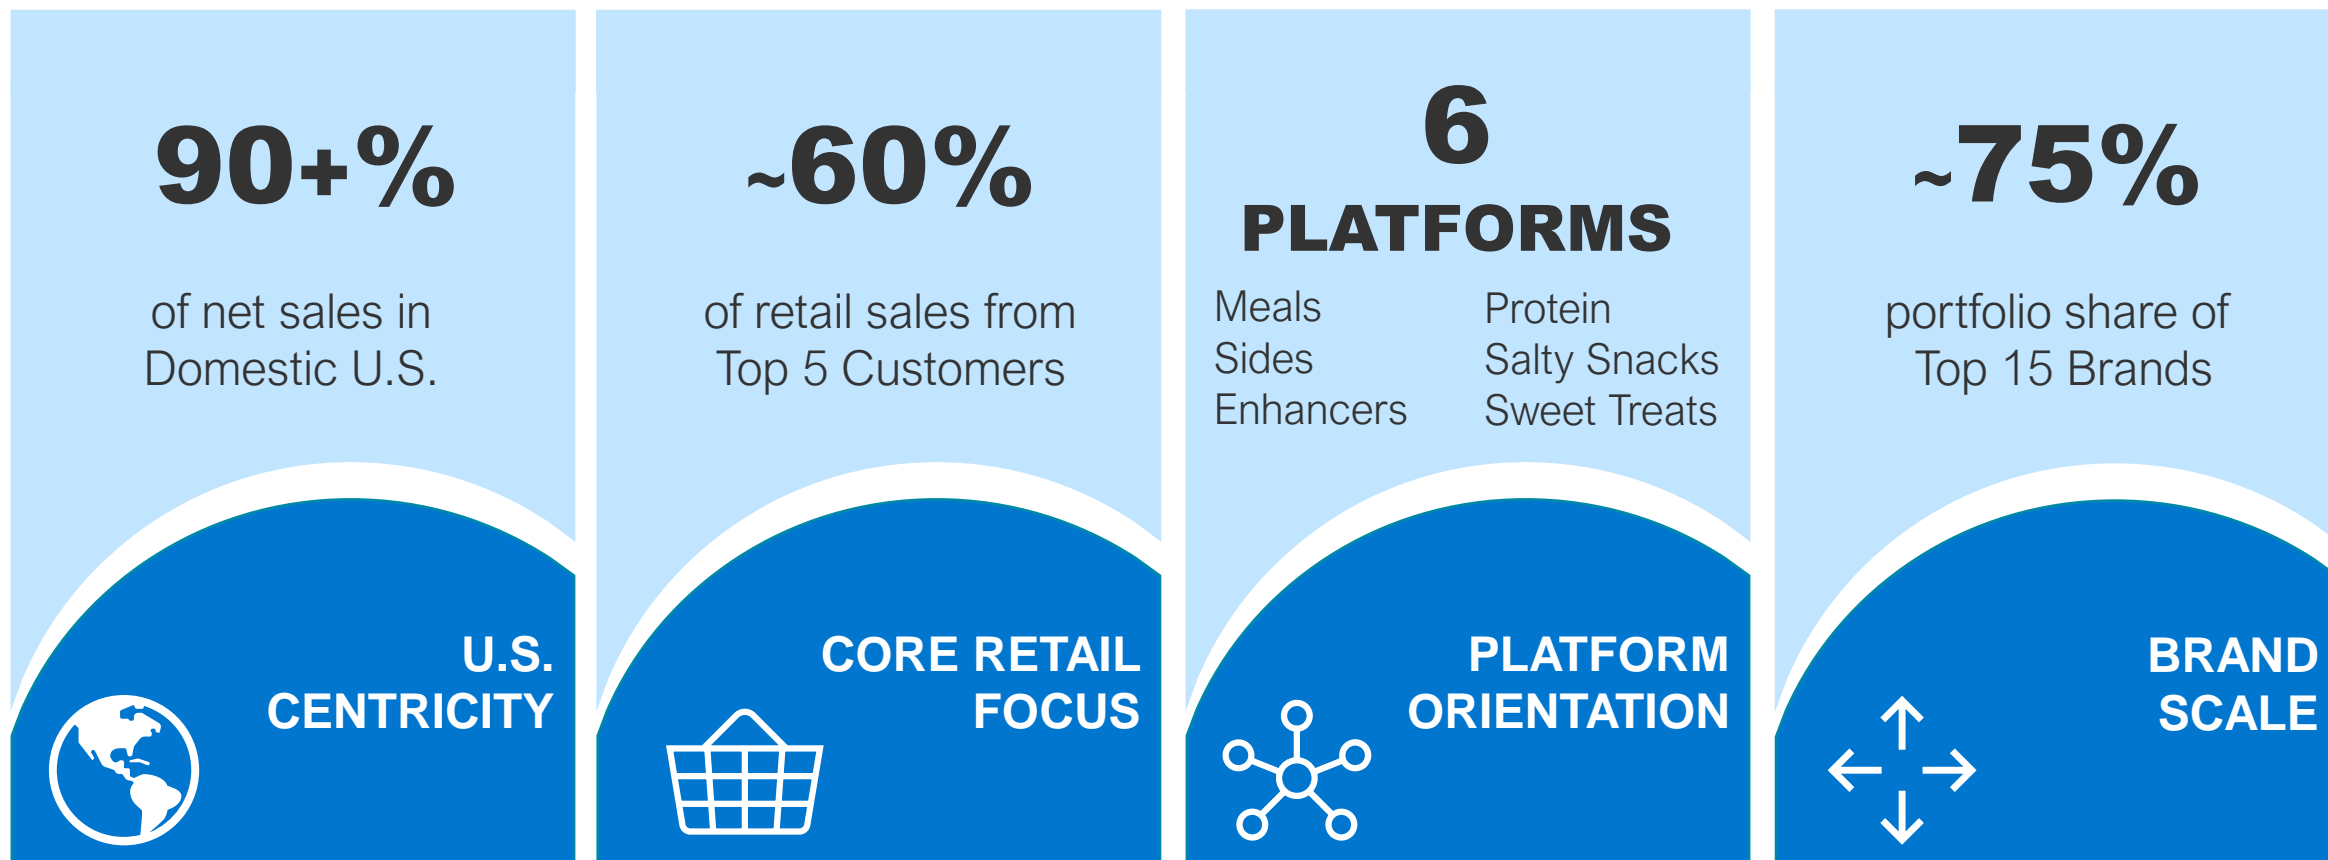 90+%
of net sales in
Domestic U.S.
U.S.
CENTRICITY
~60%
of retail sales from
Top 5 Customers
CORE RETAIL
FOCUS
6
PLATFORMS
Meals
Sides
Enhancers
Protein
Salty Snacks
Sweet Treats
PLATFORM
ORIENTATION
~75%
portfolio share of
Top 15 Brands
BRAND
SCALE